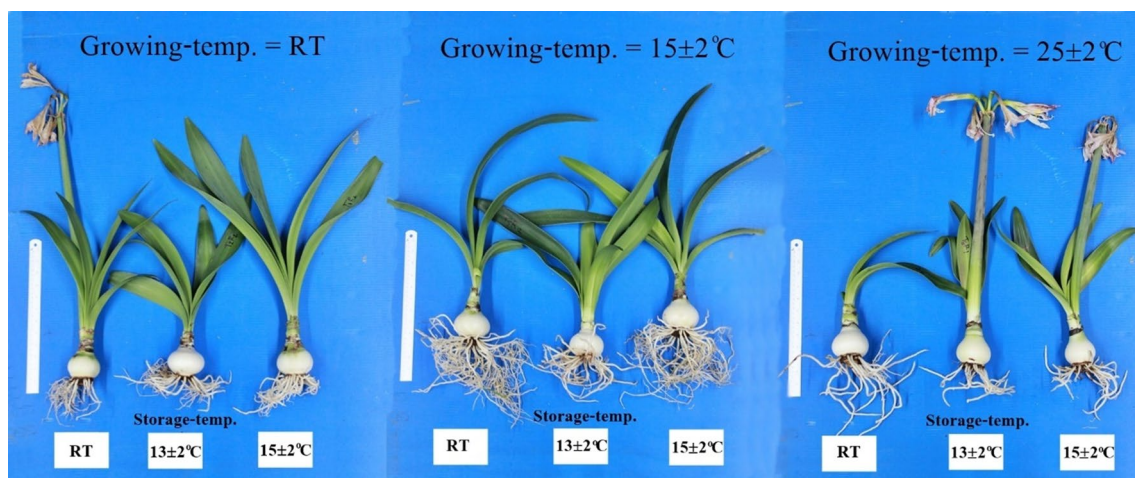 Growing-temp. = RT
Storage-temp.
RT
13±2℃
15±2℃
Growing-temp. = 15±2℃
Storage-temp.
RT
13±2℃
15±2℃
Growing-temp. = 25±2℃
Storage-temp.
RT
13±2℃
15±2℃